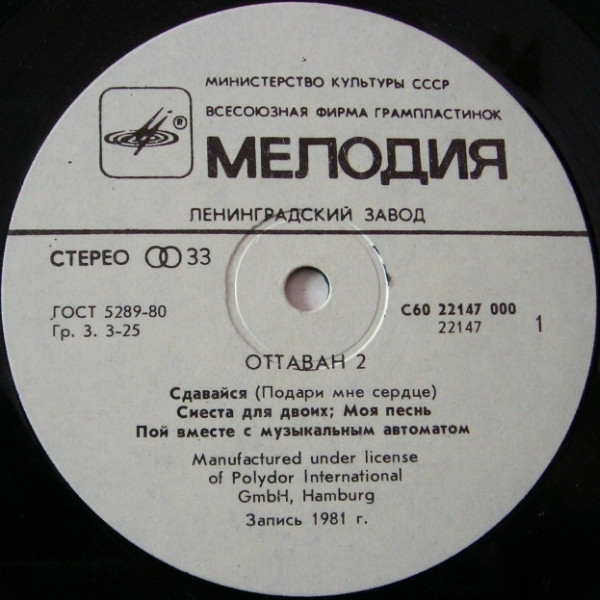 МИНИСТЕРСТВО КУЛЬТУРЫ СССР
ВСЕСОЮЗНАЯ ФИРМА ГРАМПЛАСТИНОК
®
МЕЛОДИЯ
ЛЕНИНГРАДСКИЙ ЗАВОД
СТЕРЕО 33
ГОСТ 5289-80
Гр. 3. 3-25
С60 22147 000
22147
1
ОТТАВАН 2
Сдавайся (Подари мне сердце)
Сиеста для двоих; Моя песнь
Пой вместе с музыкальным автоматом
Manufactured under license
of Polydor International
GmbH, Hamburg
Запись 1981 г.